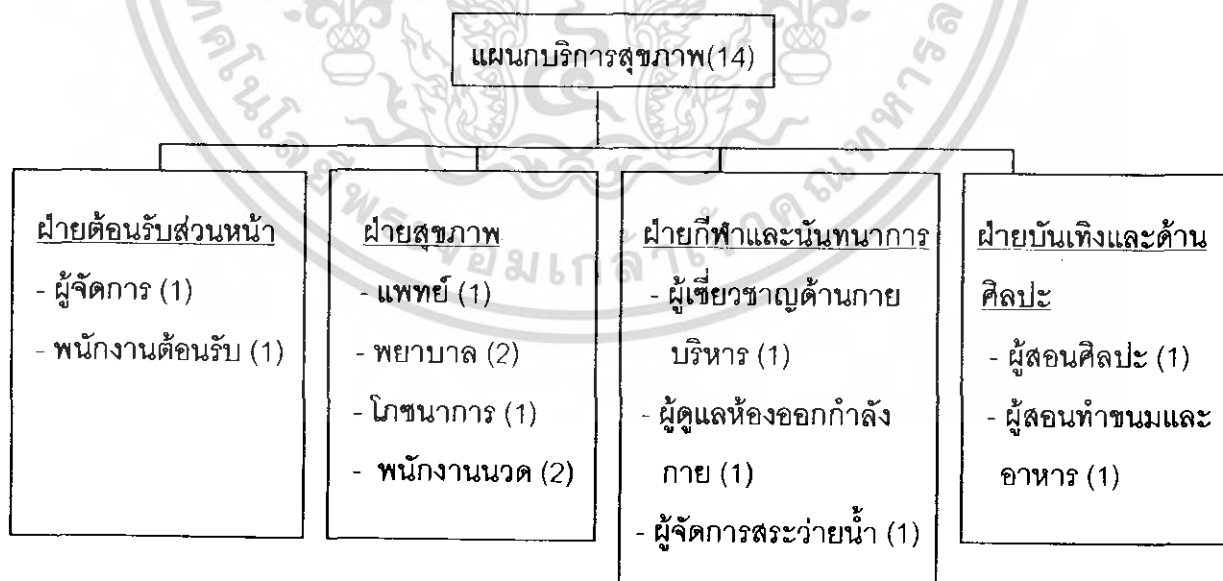 แผนกบริการสุขภาพ(14)
ฝ่ายต้อนรับส่วนหน้า
- ผู้จัดการ (1)
- พนักงานต้อนรับ (1)
ฝ่ายสุขภาพ
- แพทย์ (1)
- พยาบาล (2)
- โภชนาการ (1)
- พนักงานนวด (2)
ฝ่ายกีฬาและนันทนาการ
- ผู้เชี่ยวชาญด้านกาย
บริหาร (1)
- ผู้ดูแลห้องออกกำลัง
กาย (1)
- ผู้จัดการสระว่ายน้ำ (1)
ฝ่ายบันเทิงและด้าน
ศิลปะ
- ผู้สอนศิลปะ (1)
- ผู้สอนทำขนมและ
อาหาร (1)